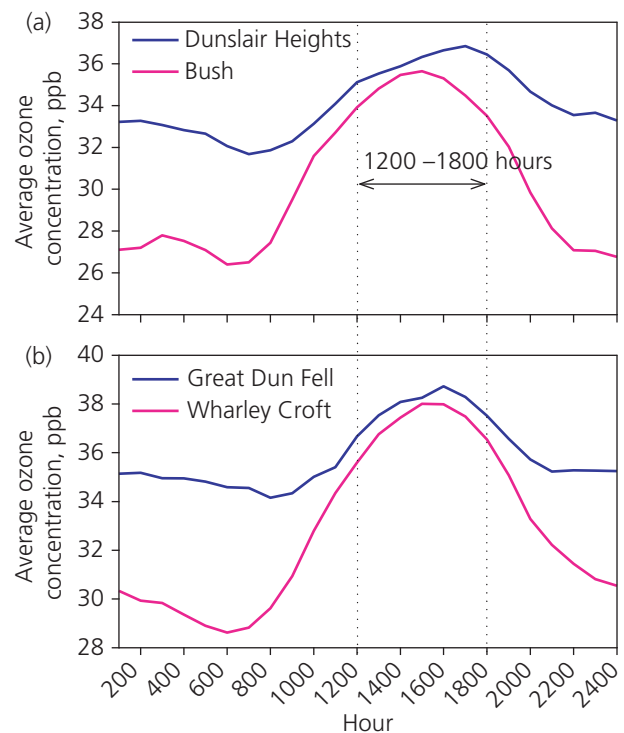 (a)
Dunslair Heights
Bush
1200 –1800 hours
Average ozone
concentration, ppb
38
36
34
32
30
28
26
24
(b)
Great Dun Fell
Wharley Croft
Average ozone
concentration, ppb
40
38
36
34
32
30
28
200 400 600 800 1000 1200 1400 1600 1800 2000 2200 2400
Hour